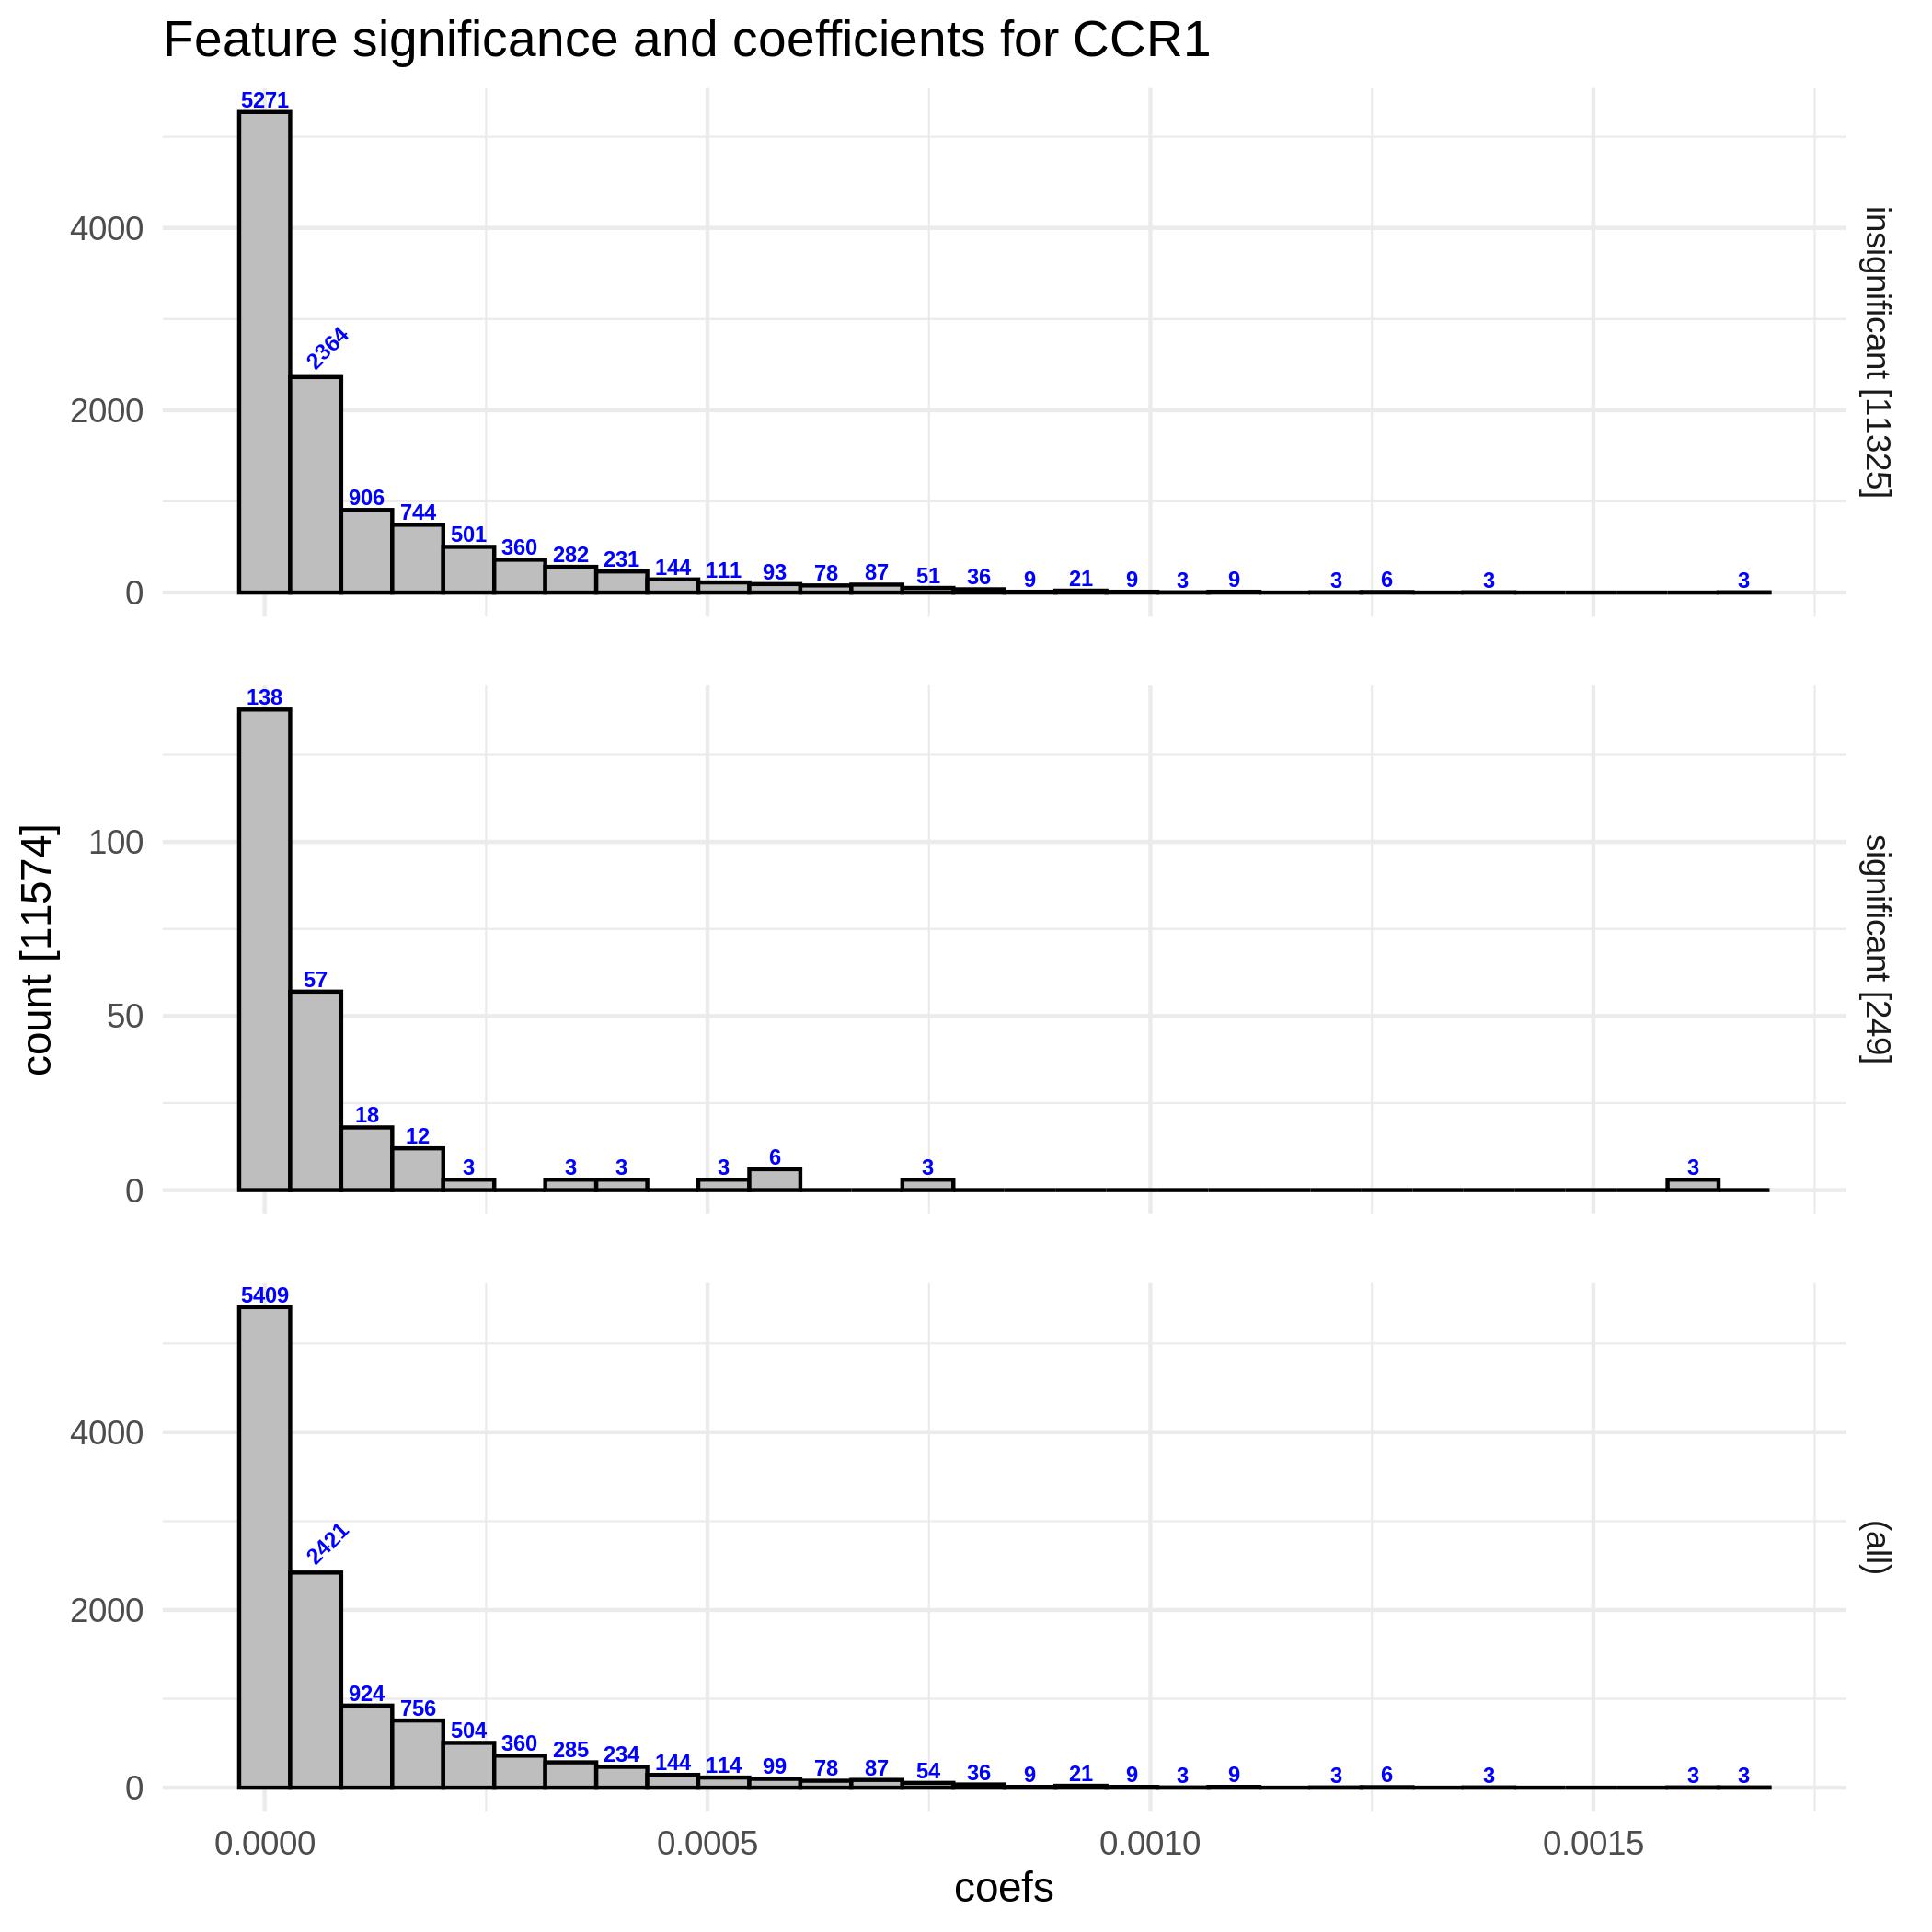 Feature significance and coefficients for CCR1
count [11574]
5271
2364
906 744 501 360 282 231 144 111 93 78 87 51 36 9 21 9 3 9 3 6 3 3
4000
2000
0
insignificant [11325]
138
57
18 12 3 3 3 3 6 3 3
100
50
0
significant [249]
5409
2421
924 756 504 360 285 234 144 114 99 78 87 54 36 9 21 9 3 9 3 6 3 3 3
4000
2000
0
(all)
0.0000 0.0005 0.0010 0.0015
coefs